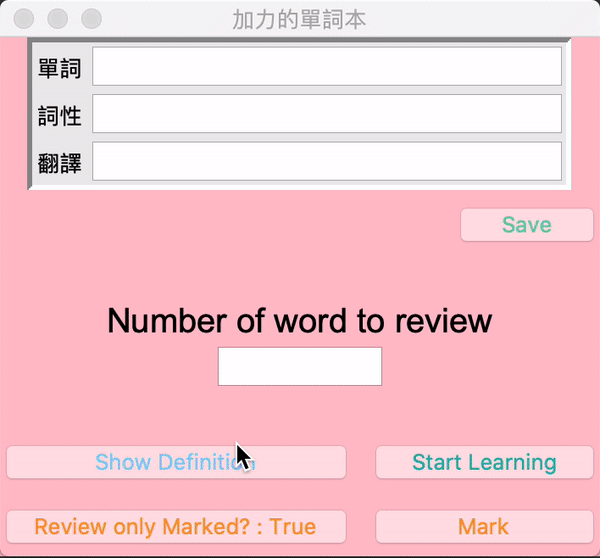 加力的單詞本
單詞
詞性
翻譯
Save
Number of word to review
Show Definition
Start Learning
Review only Marked? : True
Mark